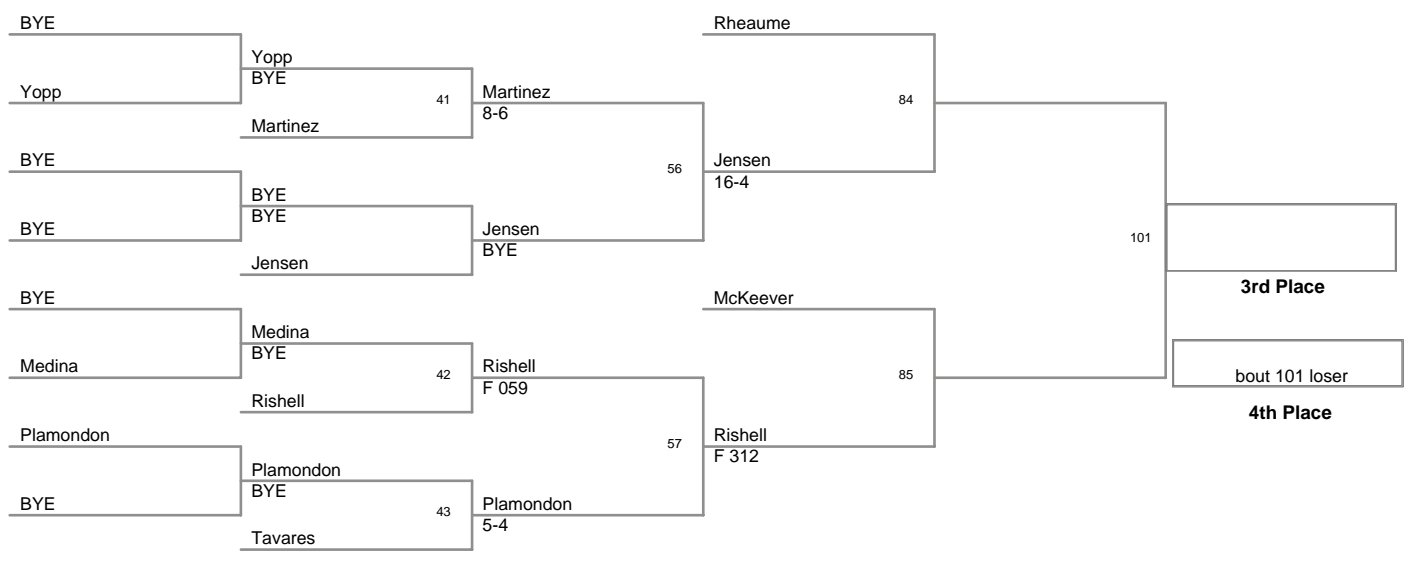 BYE
Yopp
BYE
BYE
BYE
Medina
Plamondon
BYE
Yopp
BYE
Martinez
BYE
BYE
Jensen
Medina
BYE
Rishell
Plamondon
BYE
Tavares
41
42
43
Martinez
8-6
Jensen
BYE
Rishell
F 059
Plamondon
5-4
56
57
Rheaume
Jensen
16-4
McKeever
Rishell
F 312
84
85
101
3rd Place
bout 101 loser
4th Place